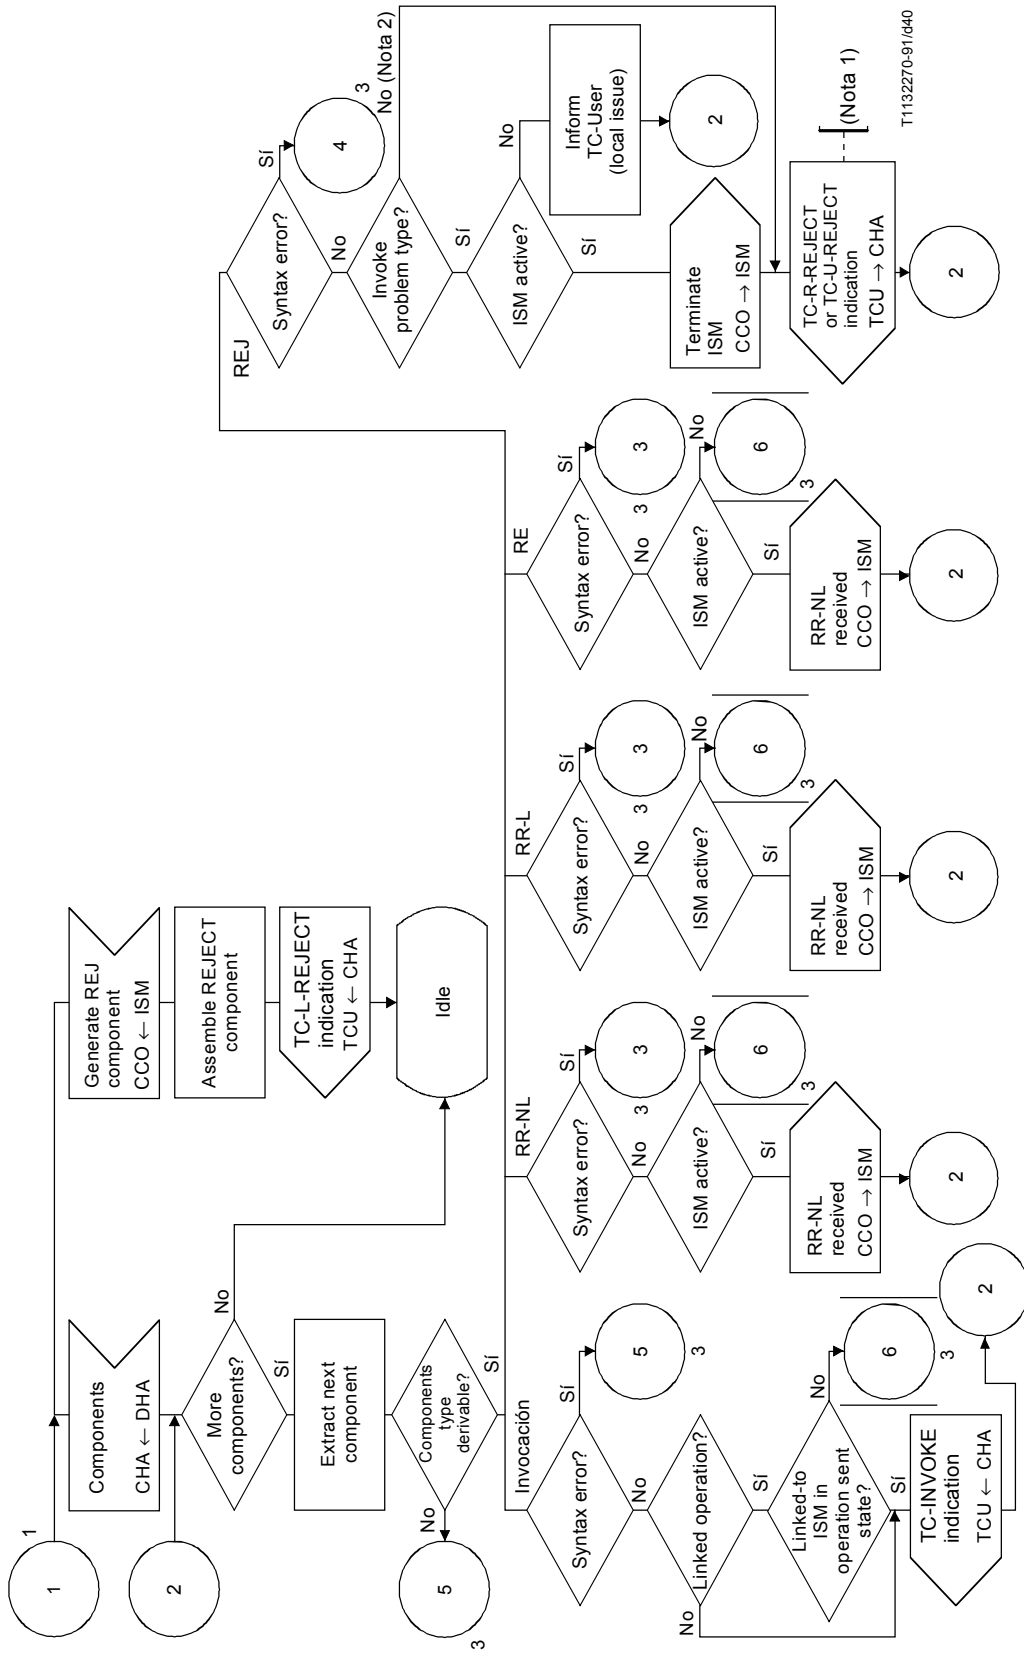 1
1
Components
CHA ← DHA
Generate REJ
component
CCO ← ISM
2
More
components?
No
Sí
Assemble REJECT
component
Extract next
component
TC-L-REJECT
indication
TCU ← CHA
5
3
No
Components
type
derivable?
Sí
Idle
Invocación
RR-NL
RR-L
RE
REJ
Syntax error?
Sí
5
3
No
Linked operation?
No
Sí
Linked-to
ISM in
operation sent
state?
No
6
3
Sí
TC-INVOKE
indication
TCU ← CHA
2
Syntax error?
Sí
3
3
No
ISM active?
No
6
3
Sí
RR-NL
received
CCO → ISM
2
Syntax error?
Sí
3
3
No
ISM active?
No
6
3
Sí
RR-NL
received
CCO → ISM
2
Syntax error?
Sí
3
3
No
ISM active?
No
6
3
Sí
RR-NL
received
CCO → ISM
2
Syntax error?
Sí
4
3
No
Invoke
problem type?
No (Nota 2)
Sí
ISM active?
No
Inform
TC-User
(local issue)
2
Sí
Terminate
ISM
CCO → ISM
TC-R-REJECT
or TC-U-REJECT
indication
TCU → CHA
(Nota 1)
2
T1132270-91/d40